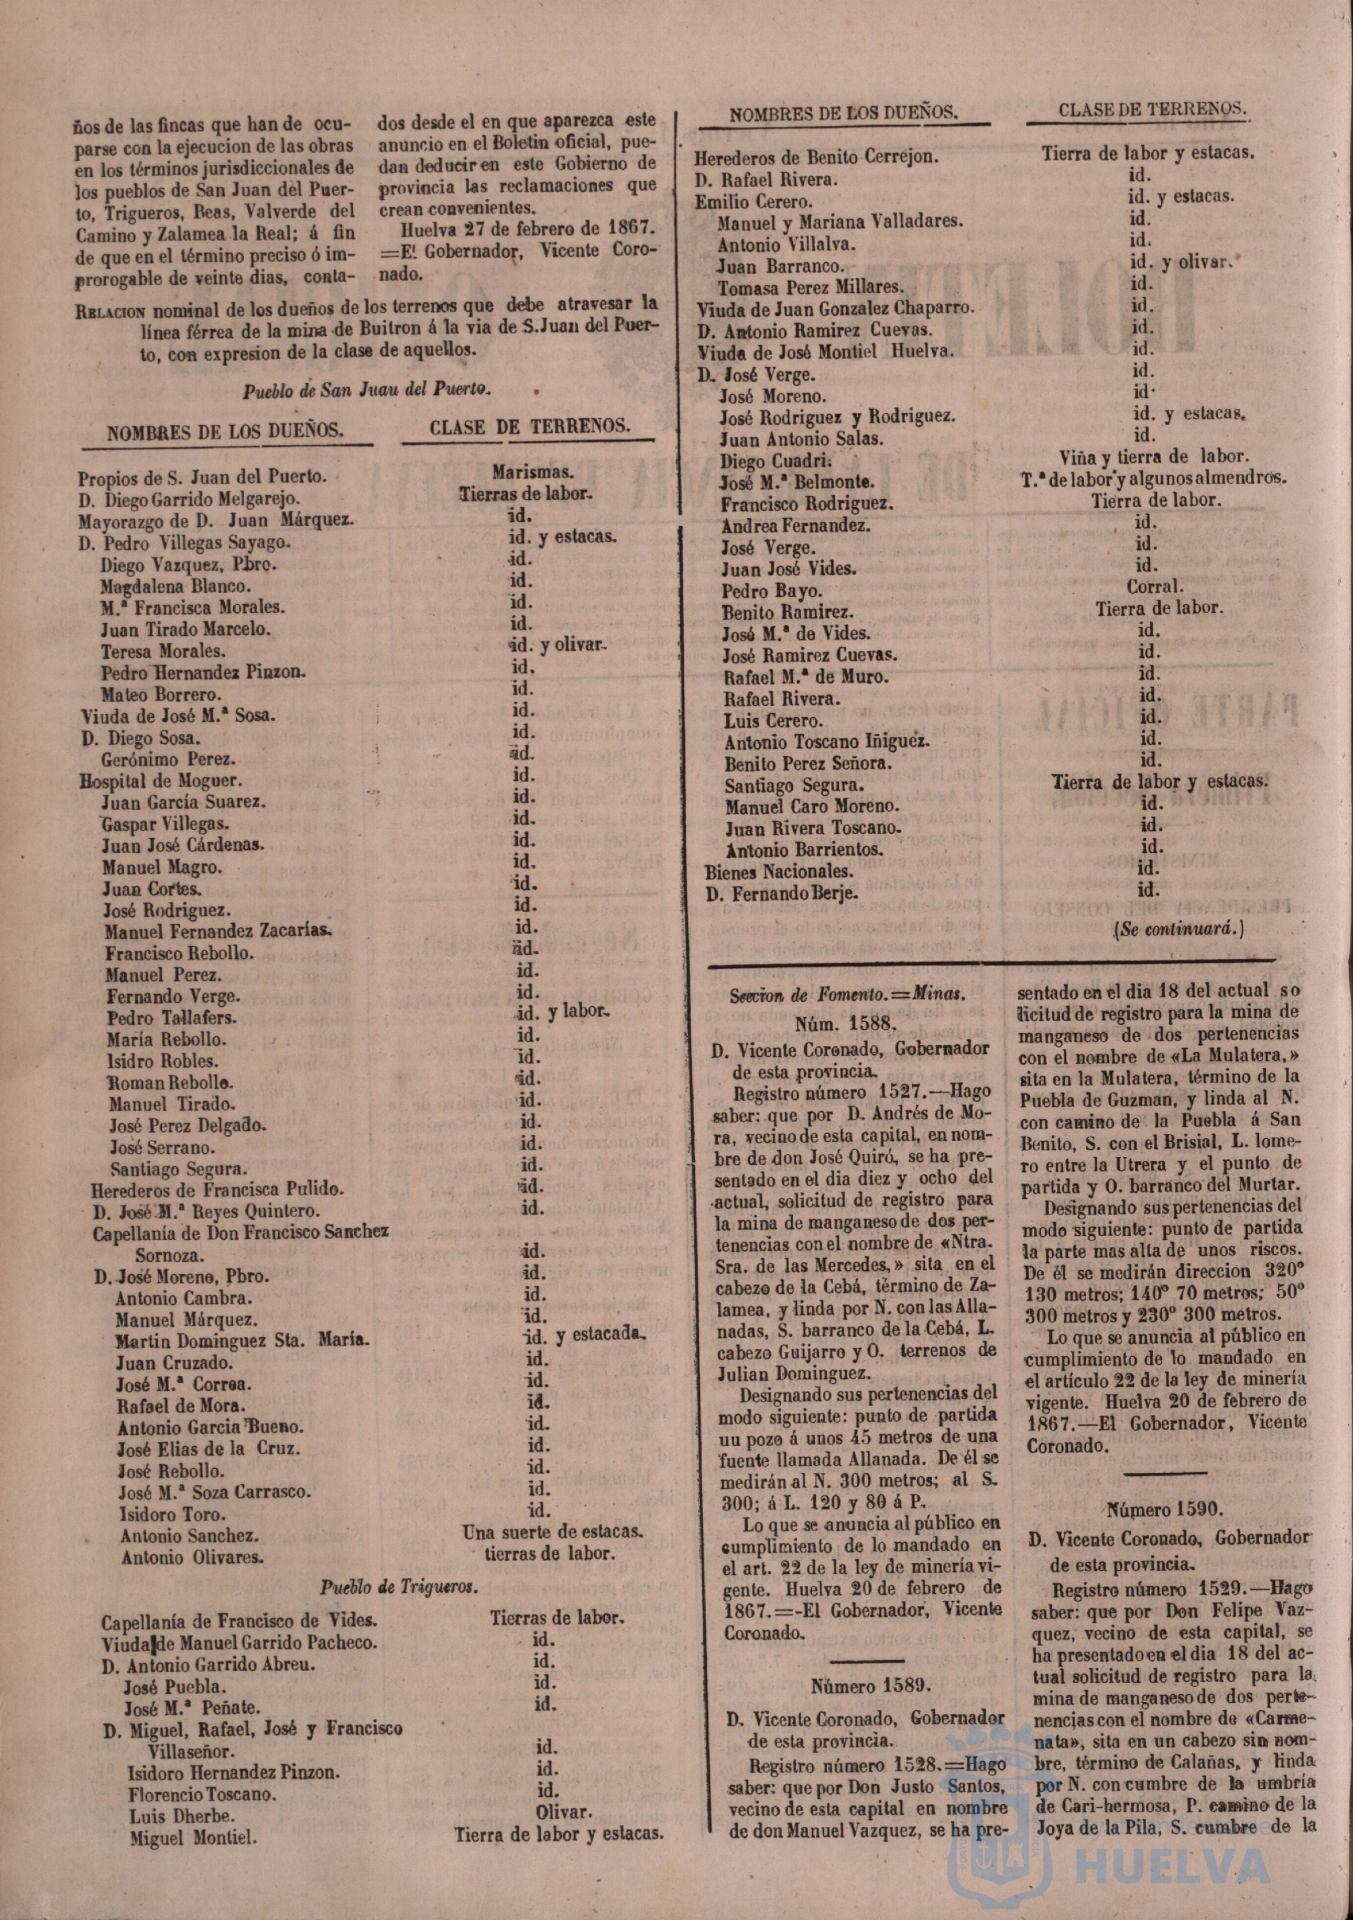 ños de las fincas que han de ocu-
parse con la ejecucion de las obras
en los términos jurisdiccionales de
los pueblos de San Juan del Puer-
to, Trigueros, Beas, Valverde del
Camino y Zalamea la Real; á fin
de que en el término preciso ó im-
prorogable de veinte dias, conta-
dos desde el en que aparezca este
anuncio en el Boletin oficial, pue-
dan deducir en este Gobierno de
provincia las reclamaciones que
crean convenientes.
Huelva 27 de febrero de 1867.
=El Gobernador, Vicente Coro-
nado.
RELACION nominal de los dueños de los terrenos que debe atravesar la
línea férrea de la mina de Buitron á la via de S. Juan del Puer-
to, con expresion de la clase de aquellos.
Pueblo de San Juau del Puerto.
NOMBRES DE LOS DUEÑOS. CLASE DE TERRENOS.
Propios de S. Juan del Puerto. Marismas.
D. Diego Garrido Melgarejo. Tierras de labor.
Mayorazgo de D. Juan Márquez. id.
D. Pedro Villegas Sayago. id. y estacas.
Diego Vazquez, Pbro. id.
Magdalena Blanco. id.
M.ª Francisca Morales. id.
Juan Tirado Marcelo. id.
Teresa Morales. id. y olivar.
Pedro Hernandez Pinzon. id.
Mateo Borrero. id.
Viuda de José M.ª Sosa. id.
D. Diego Sosa. id.
Gerónimo Perez. id.
Hospital de Moguer. id.
Juan García Suarez. id.
Gaspar Villegas. id.
Juan José Cárdenas. id.
Manuel Magro. id.
Juan Cortes. id.
José Rodriguez. id.
Manuel Fernandez Zacarías. id.
Francisco Rebollo. id.
Manuel Perez. id.
Fernando Verge. id.
Pedro Tallafers. id. y labor.
María Rebollo. id.
Isidro Robles. id.
Roman Rebollo. id.
Manuel Tirado. id.
José Perez Delgado. id.
José Serrano. id.
Santiago Segura. id.
Herederos de Francisca Pulido. id.
D. José M.ª Reyes Quintero. id.
Capellanía de Don Francisco Sanchez
Sornoza. id.
D. José Moreno, Pbro. id.
Antonio Cambra. id.
Manuel Márquez. id.
Martin Dominguez Sta. María. id. y estacada.
Juan Cruzado. id.
José M.ª Correa. id.
Rafael de Mora. id.
Antonio Garcia Bueno. id.
José Elias de la Cruz. id.
José Rebollo. id.
José M.ª Soza Carrasco. id.
Isidoro Toro. id.
Antonio Sanchez. Una suerte de estacas.
Antonio Olivares. tierras de labor.
Pueblo de Trigueros.
Capellanía de Francisco de Vides. Tierras de labor.
Viuda de Manuel Garrido Pacheco. id.
D. Antonio Garrido Abreu. id.
José Puebla. id.
José M.ª Peñate. id.
D. Miguel, Rafael, José y Francisco
Villaseñor. id.
Isidoro Hernandez Pinzon. id.
Florencio Toscano. id.
Luis Dherbe. Olivar.
Miguel Montiel. Tierra de labor y estacas.
NOMBRES DE LOS DUEÑOS. CLASE DE TERRENOS.
Herederos de Benito Cerrejon. Tierra de labor y estacas.
D. Rafael Rivera. id.
Emilio Cerero. id. y estacas.
Manuel y Mariana Valladares. id.
Antonio Villalva. id.
Juan Barranco. id. y olivar.
Tomasa Perez Millares. id.
Viuda de Juan Gonzalez Chaparro. id.
D. Antonio Ramirez Cuevas. id.
Viuda de José Montiel Huelva. id.
D. José Verge. id.
José Moreno. id.
José Rodriguez y Rodriguez. id. y estacas.
Juan Antonio Salas. id.
Diego Cuadri. Viña y tierra de labor.
José M.ª Belmonte. T.ª de labor y algunos almendros.
Francisco Rodriguez. Tierra de labor.
Andrea Fernandez. id.
José Verge. id.
Juan José Vides. id.
Pedro Bayo. Corral.
Benito Ramirez. Tierra de labor.
José M.ª de Vides. id.
José Ramirez Cuevas. id.
Rafael M.ª de Muro. id.
Rafael Rivera. id.
Luis Cerero. id.
Antonio Toscano Iñiguez. id.
Benito Perez Señora. id.
Santiago Segura. Tierra de labor y estacas.
Manuel Caro Moreno. id.
Juan Rivera Toscano. id.
Antonio Barrientos. id.
Bienes Nacionales. id.
D. Fernando Berje. id.
(Se continuará.)
Seccion de Fomento.=Minas.
Núm. 1588.
D. Vicente Coronado, Gobernador
de esta provincia.
Registro número 1527.—Hago
saber: que por D. Andrés de Mo-
ra, vecino de esta capital, en nom-
bre de don José Quiró, se ha pre-
sentado en el dia diez y ocho del
actual, solicitud de registro para
la mina de manganeso de dos per-
tenencias con el nombre de «Ntra.
Sra. de las Mercedes,» sita en el
cabezo de la Cebá, término de Za-
lamea, y linda por N. con las Alla-
nadas, S. barranco de la Cebá, L.
cabezo Guijarro y O. terrenos de
Julian Dominguez.
Designando sus pertenencias del
modo siguiente: punto de partida
uu pozo á unos 45 metros de una
fuente llamada Allanada. De él se
medirán al N. 300 metros; al S.
300; á L. 120 y 80 á P.
Lo que se anuncia al público en
cumplimiento de lo mandado en
el art. 22 de la ley de minería vi-
gente. Huelva 20 de febrero de
1867.=-El Gobernador, Vicente
Coronado.
Número 1589.
D. Vicente Coronado, Gobernador
de esta provincia.
Registro número 1528.=Hago
saber: que por Don Justo Santos,
vecino de esta capital en nombre
de don Manuel Vazquez, se ha pre-
sentado en el dia 18 del actual so
licitud de registro para la mina de
manganeso de dos pertenencias
con el nombre de «La Mulatera,»
sita en la Mulatera, término de la
Puebla de Guzman, y linda al N.
con camino de la Puebla á San
Benito, S. con el Brisial, L. lome-
ro entre la Utrera y el punto de
partida y O. barranco del Murtar.
Designando sus pertenencias del
modo siguiente: punto de partida
la parte mas alta de unos riscos.
De él se medirán direccion 320º
130 metros; 140º 70 metros; 50º
300 metros y 230º 300 metros.
Lo que se anuncia al público en
cumplimiento de lo mandado en
el artículo 22 de la ley de minería
vigente. Huelva 20 de febrero de
1867.—El Gobernador, Vicente
Coronado.
Número 1590.
D. Vicente Coronado, Gobernador
de esta provincia.
Registro número 1529.—Hago
saber: que por Don Felipe Vaz-
quez, vecino de esta capital, se
ha presentado en el dia 18 del ac-
tual solicitud de registro para la
mina de manganeso de dos perte-
nencias con el nombre de «Carme-
nata», sita en un cabezo sin nom-
bre, término de Calañas, y linda
por N. con cumbre de la umbría
de Cari-hermosa, P. camino de la
Joya de la Pila, S. cumbre de la
HUELVA